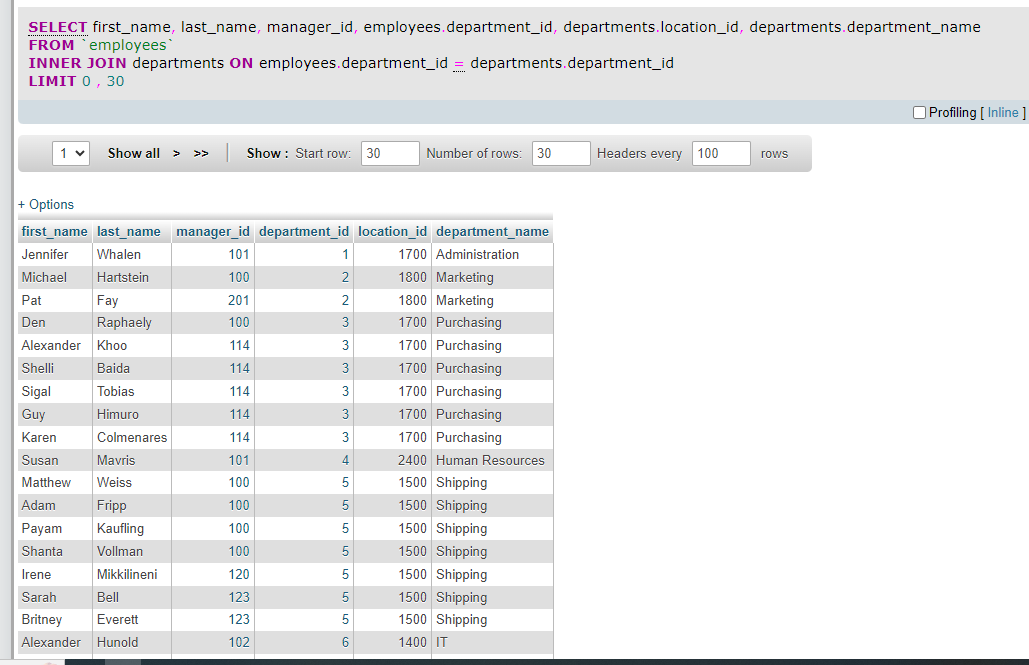 SELECT first_name, last_name, manager_id, employees.department_id, departments.location_id, departments.department_name
FROM `employees`
INNER JOIN departments ON employees.department_id = departments.department_id
LIMIT 0 , 30
Profiling [ Inline ]
1 Show all > >> Show : Start row: 30 Number of rows: 30 Headers every 100 rows
+ Options
first_name last_name manager_id department_id location_id department_name
Jennifer Whalen 101 1 1700 Administration
Michael Hartstein 100 2 1800 Marketing
Pat Fay 201 2 1800 Marketing
Den Raphaely 100 3 1700 Purchasing
Alexander Khoo 114 3 1700 Purchasing
Shelli Baida 114 3 1700 Purchasing
Sigal Tobias 114 3 1700 Purchasing
Guy Himuro 114 3 1700 Purchasing
Karen Colmenares 114 3 1700 Purchasing
Susan Mavris 101 4 2400 Human Resources
Matthew Weiss 100 5 1500 Shipping
Adam Fripp 100 5 1500 Shipping
Payam Kaufling 100 5 1500 Shipping
Shanta Vollman 100 5 1500 Shipping
Irene Mikkilineni 120 5 1500 Shipping
Sarah Bell 123 5 1500 Shipping
Britney Everett 123 5 1500 Shipping
Alexander Hunold 102 6 1400 IT